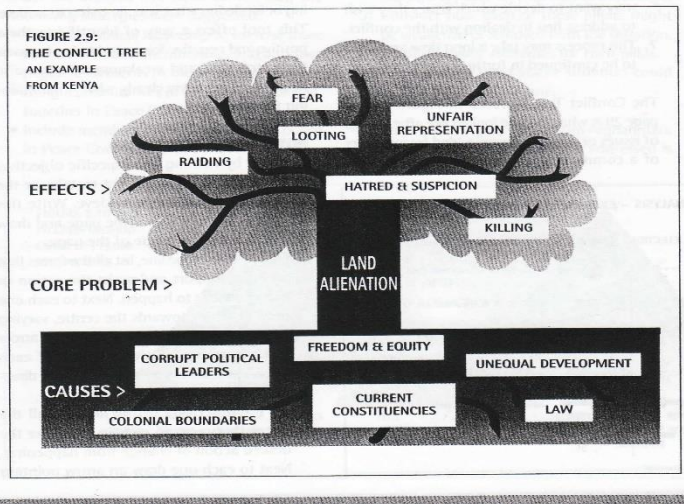 FIGURE 2.9:
THE CONFLICT TREE
AN EXAMPLE
FROM KENYA
FEAR
LOOTING
UNFAIR
REPRESENTATION
RAIDING
EFFECTS >
HATRED & SUSPICION
KILLING
LAND
ALIENATION
CORE PROBLEM >
FREEDOM & EQUITY
CORRUPT POLITICAL
LEADERS
UNEQUAL DEVELOPMENT
CAUSES >
CURRENT
CONSTITUENCIES
LAW
COLONIAL BOUNDARIES